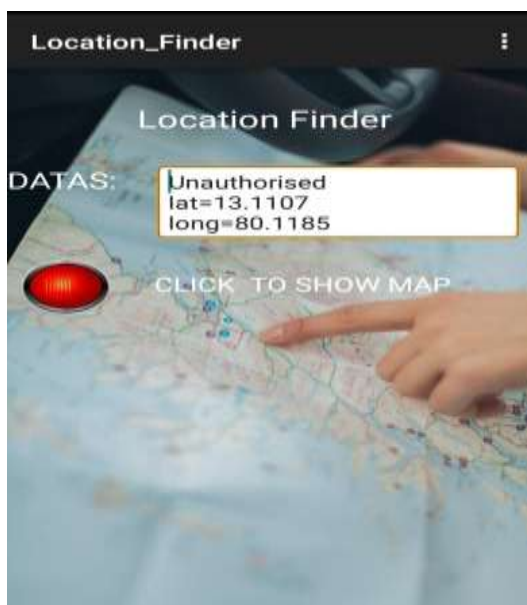 Location_Finder
Location Finder
DATAS:
Unauthorised
lat=13.1107
long=80.1185
CLICK TO SHOW MAP